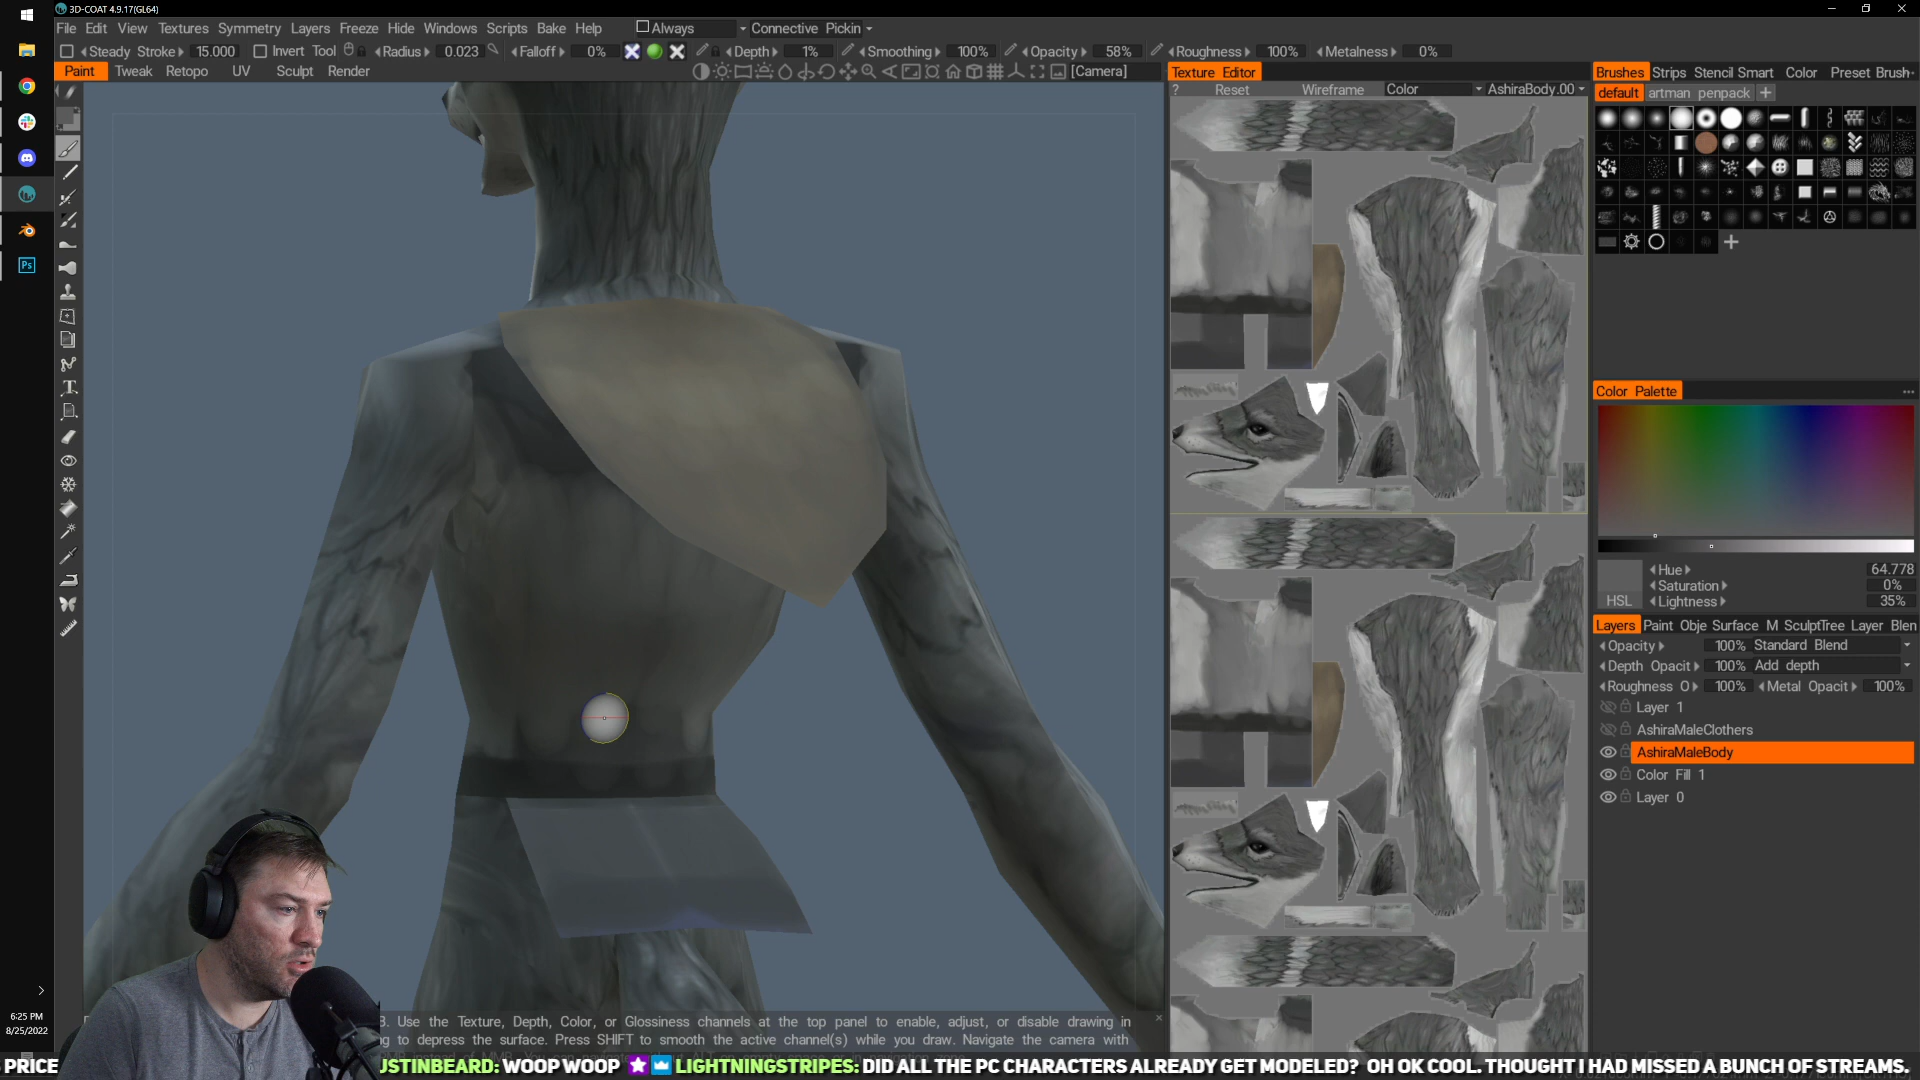 3D-COAT 4.9.17(GL64)
File Edit View Textures Symmetry Layers Freeze Hide Windows Scripts Bake Help Always Connective Pickin
Steady Stroke 15.000 Invert Tool Radius 0.023 Falloff 0% Depth 1% Smoothing 100% Opacity 58% Roughness 100% Metalness 0%
Paint Tweak Retopo UV Sculpt Render [Camera]
Texture Editor
? Reset Wireframe Color AshiraBody.00
Brushes Strips Stencil Smart Color Preset Brush
default artman penpack +
Color Palette
Hue 64.778
Saturation 0%
HSL Lightness 35%
Layers Paint Obje Surface M SculptTree Layer Blen
Opacity 100% Standard Blend
Depth Opacit 100% Add depth
Roughness O 100% Metal Opacit 100%
Layer 1
AshiraMaleClothers
AshiraMaleBody
Color Fill 1
Layer 0
Ps
6:25 PM
8/25/2022
3. Use the Texture, Depth, Color, or Glossiness channels at the top panel to enable, adjust, or disable drawing in
g to depress the surface. Press SHIFT to smooth the active channel(s) while you draw. Navigate the camera with
PRICE
USTINBEARD: WOOP WOOP LIGHTNINGSTRIPES: DID ALL THE PC CHARACTERS ALREADY GET MODELED? OH OK COOL. THOUGHT I HAD MISSED A BUNCH OF STREAMS.